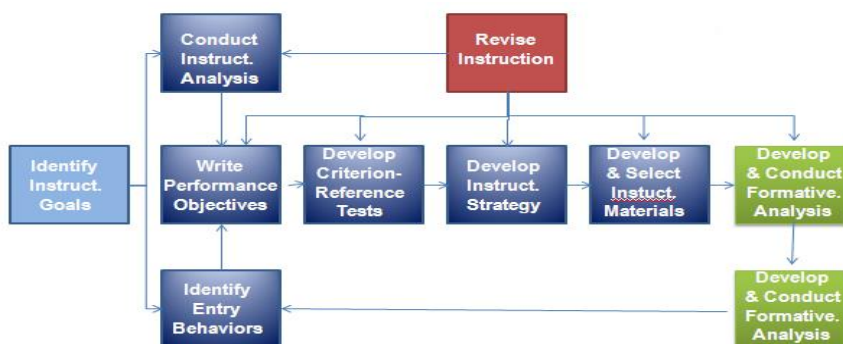 Conduct
Instruct.
Analysis
Revise
Instruction
Identify
Instruct.
Goals
Write
Performance
Objectives
Develop
Criterion-
Reference
Tests
Develop
Instruct.
Strategy
Develop
& Select
Instuct.
Materials
Develop
& Conduct
Formative.
Analysis
Identify
Entry
Behaviors
Develop
& Conduct
Formative.
Analysis